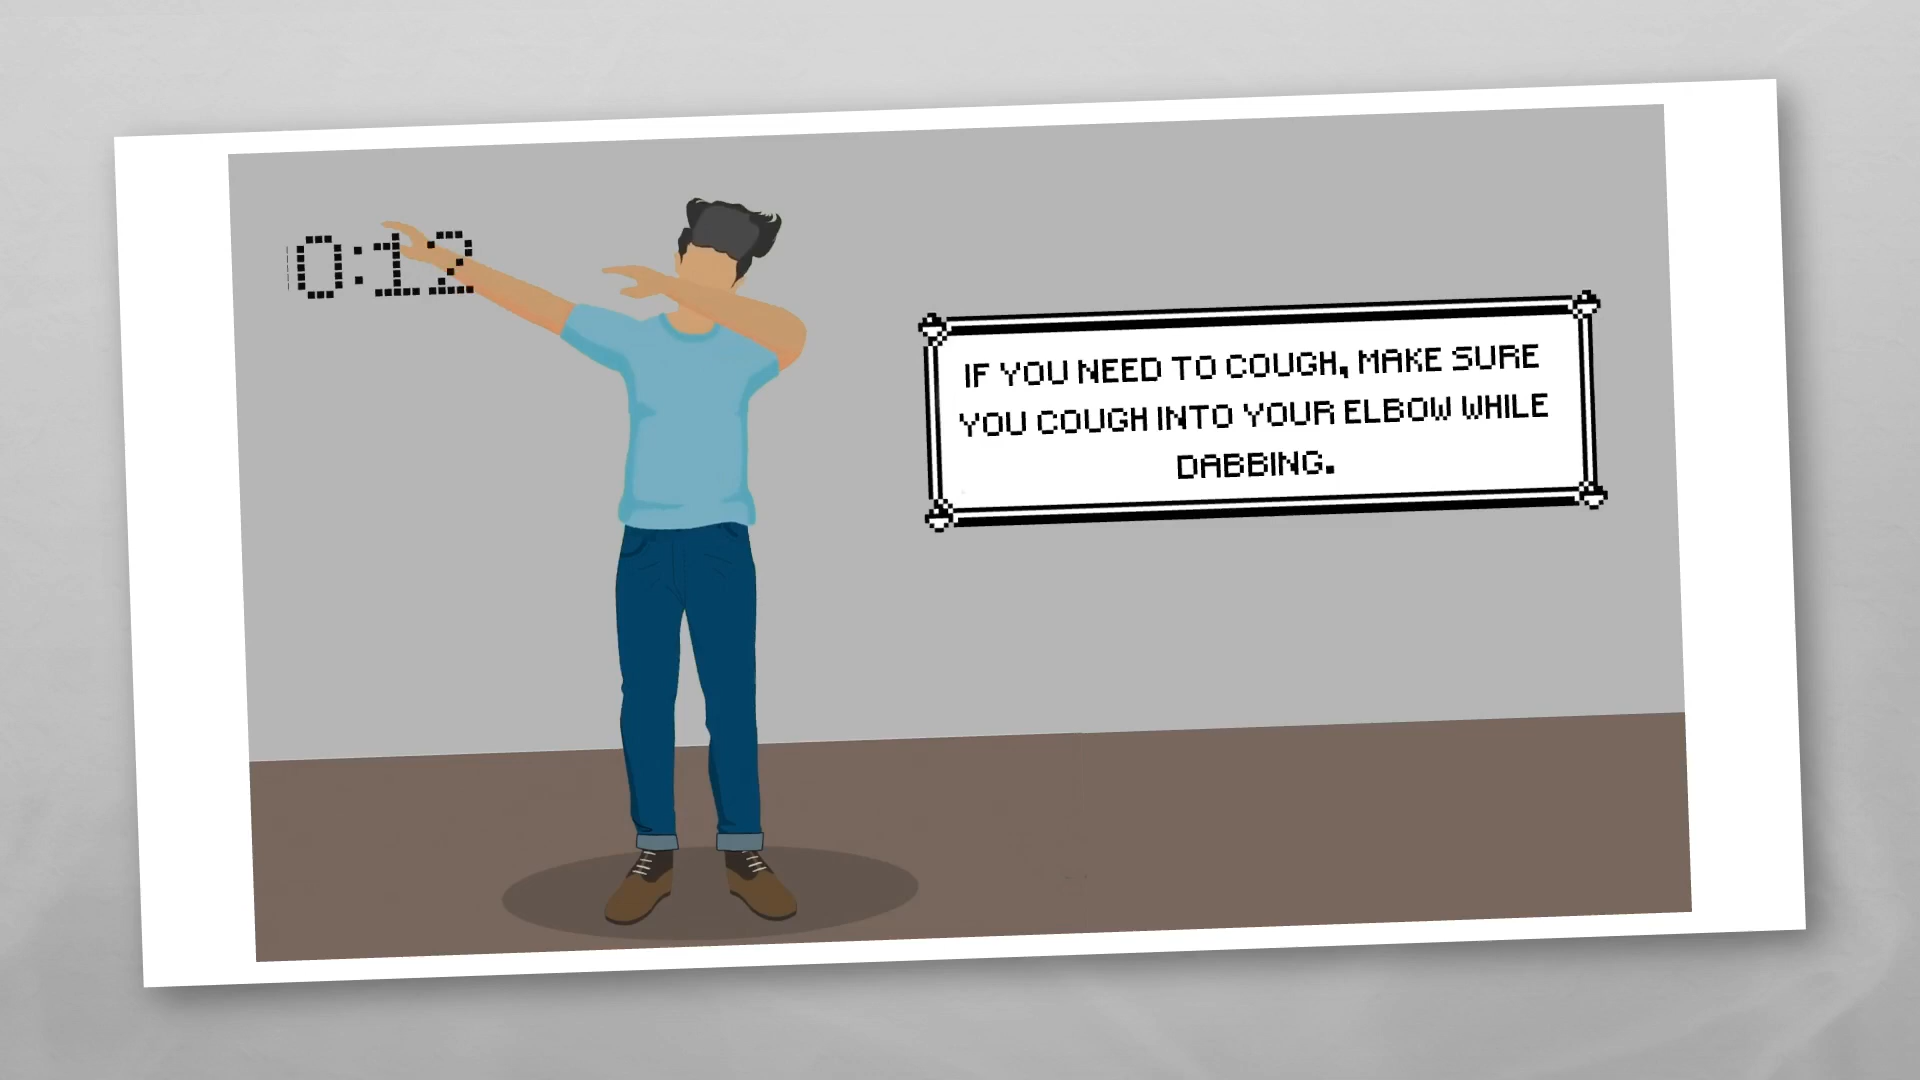 0:12
IF YOU NEED TO COUGH, MAKE SURE
YOU COUGH INTO YOUR ELBOW WHILE
DABBING.